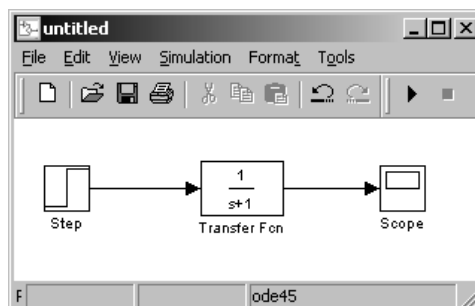 untitled
File Edit View Simulation Format Tools
1
s+1
Step
Transfer Fcn
Scope
F
ode45